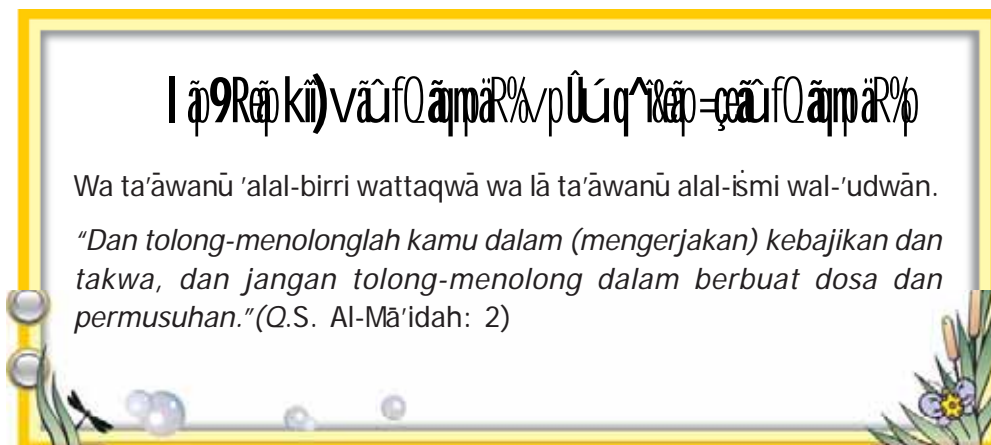 Wa ta'āwanū 'alal-birri wattaqwā wa lā ta'āwanū alal-iṡmi wal-'udwān.
“Dan tolong-menolonglah kamu dalam (mengerjakan) kebajikan dan
takwa, dan jangan tolong-menolong dalam berbuat dosa dan
permusuhan.”(Q.S. Al-Mā'idah: 2)